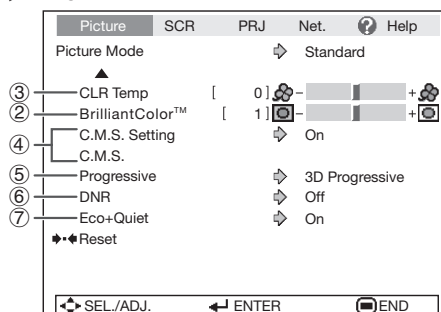 Picture SCR PRJ Net. ? Help
Picture Mode Standard
③ CLR Temp [ 0 ] - +
② BrilliantColor™ [ 1 ] - +
④ C.M.S. Setting On
C.M.S.
⑤ Progressive 3D Progressive
⑥ DNR Off
⑦ Eco+Quiet On
Reset
SEL./ADJ. ENTER END